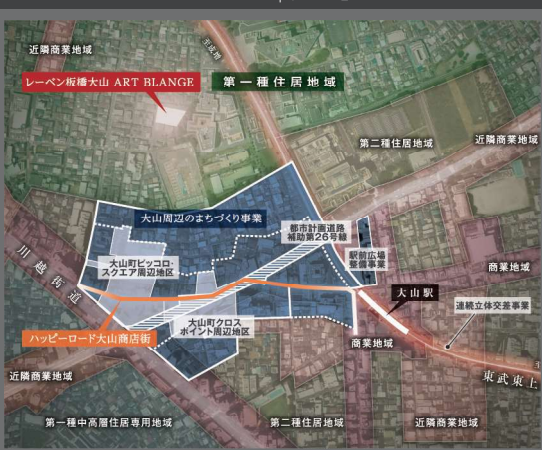 近隣商業地域
至成増
レーベン板橋大山 ART BLANGE
第一種住居地域
第二種住居地域
近隣商業地域
大山周辺のまちづくり事業
都市計画道路
補助第26号線
駅前広場
整備事業
大山町ピッコロ・
スクエア周辺地区
川越街道
商業地域
大山駅
連続立体交差事業
大山町クロス
ポイント周辺地区
ハッピーロード大山商店街
商業地域
近隣商業地域
東武東上
第一種中高層住居専用地域
第二種住居地域
近隣商業地域